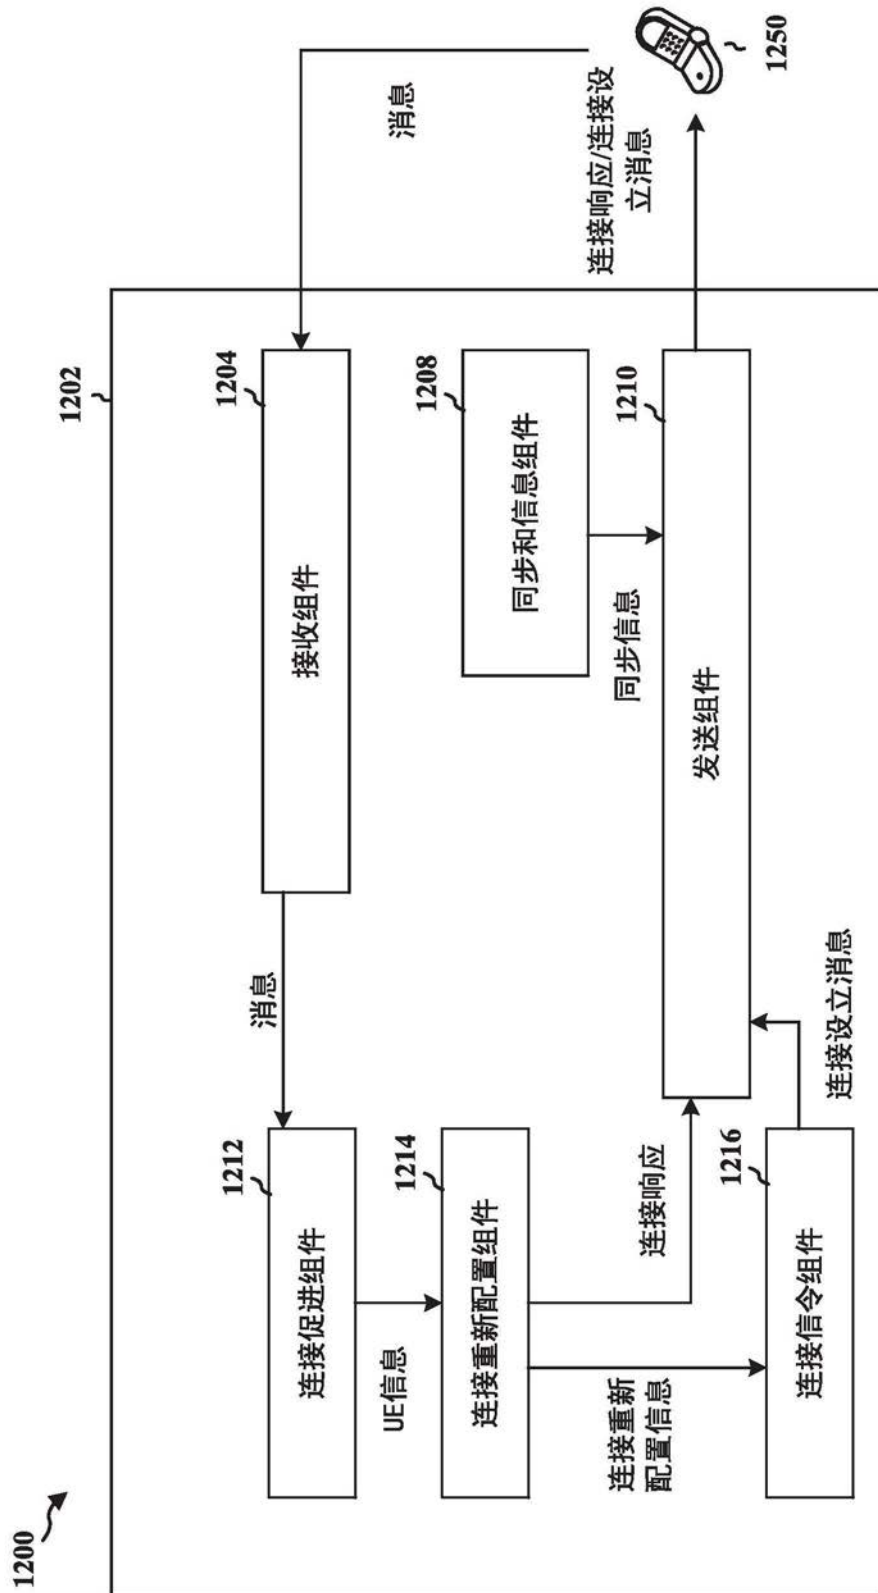 1200
1202
1212
连接促进组件
消息
1204
接收组件
消息
UE信息
1214
连接重新配置组件
1208
同步和信息组件
连接响应/连接设
立消息
1250
连接重新
配置信息
连接响应
同步信息
1210
发送组件
1216
连接信令组件
连接设立消息